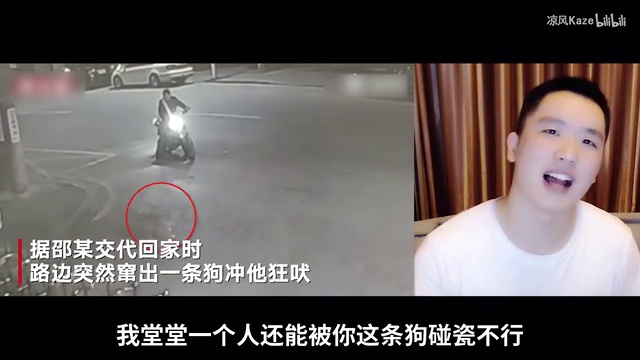 凉风Kaze bilibili
据邵某交代回家时
路边突然窜出一条狗冲他狂吠
我堂堂一个人还能被你这条狗碰瓷不行